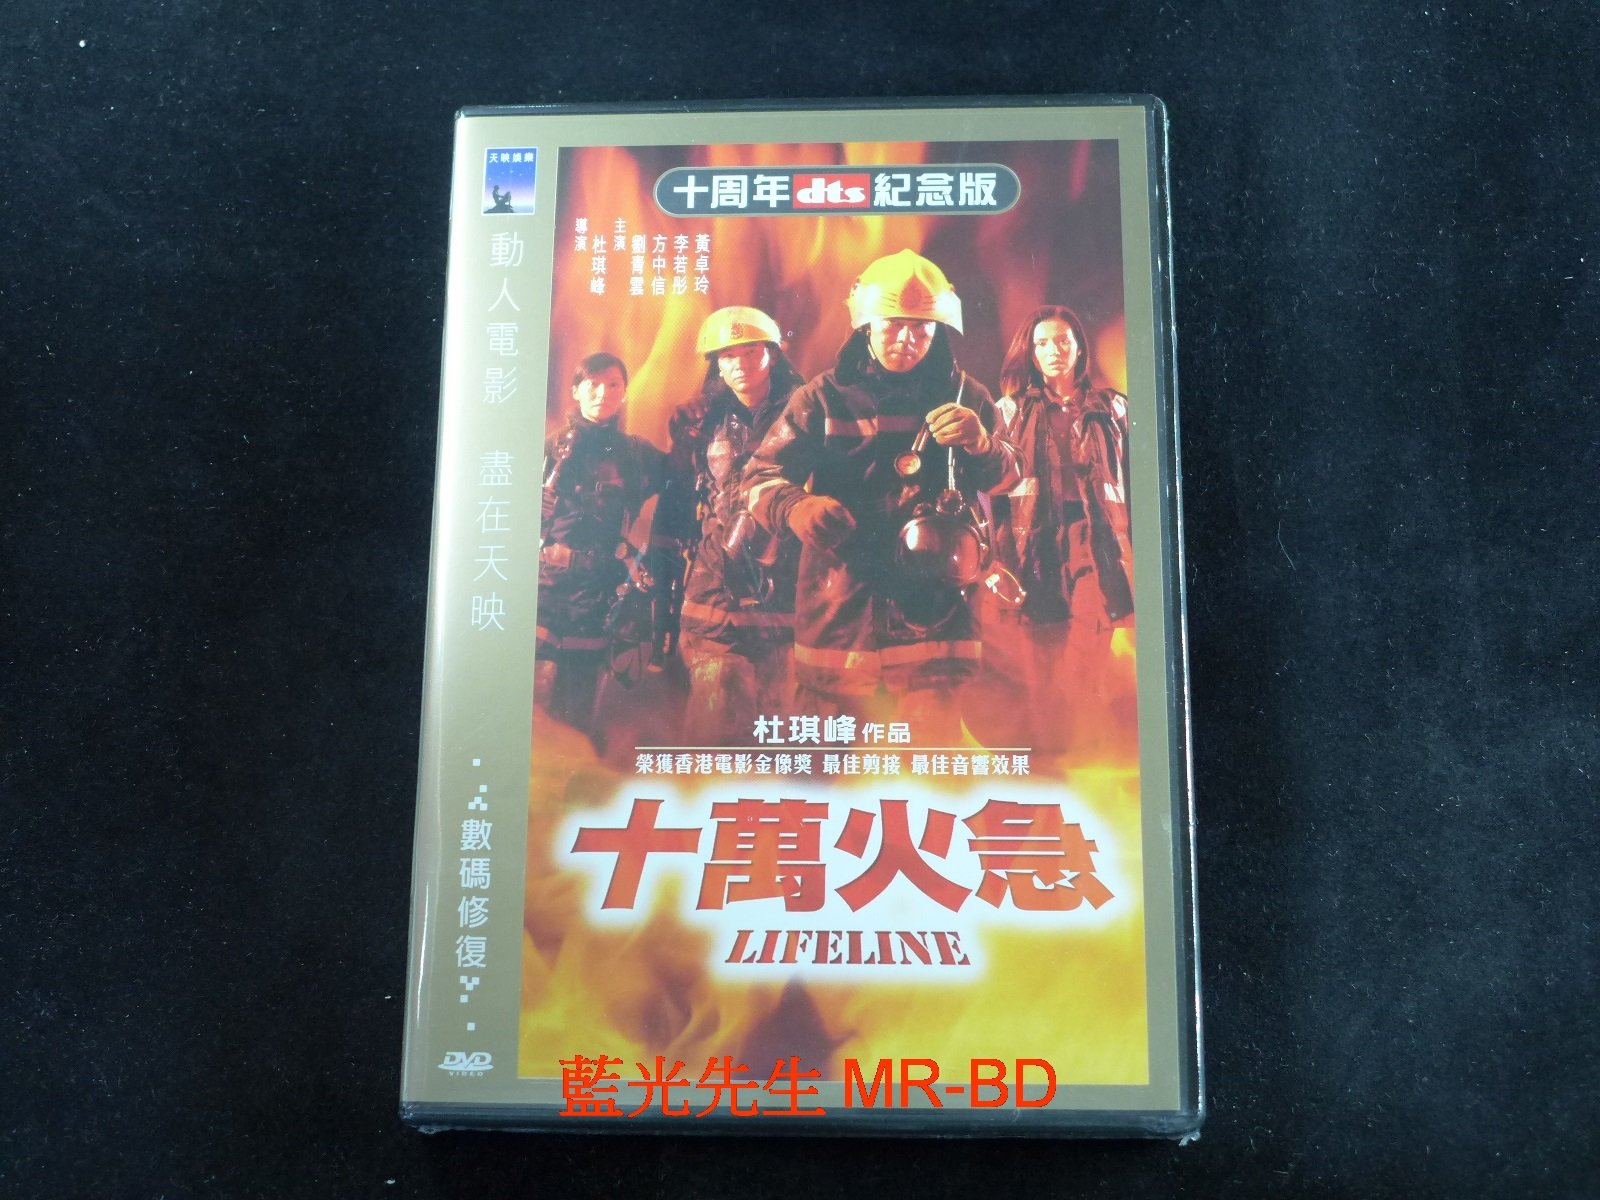 天映娛樂
動人電影 盡在天映
數碼修復
DVD
VIDEO
十周年 dts 紀念版
導演
杜琪峰
主演
劉青雲
方中信
李若彤
黃卓玲
杜琪峰作品
榮獲香港電影金像獎 最佳剪接 最佳音響效果
十萬火急
LIFELINE
藍光先生 MR-BD